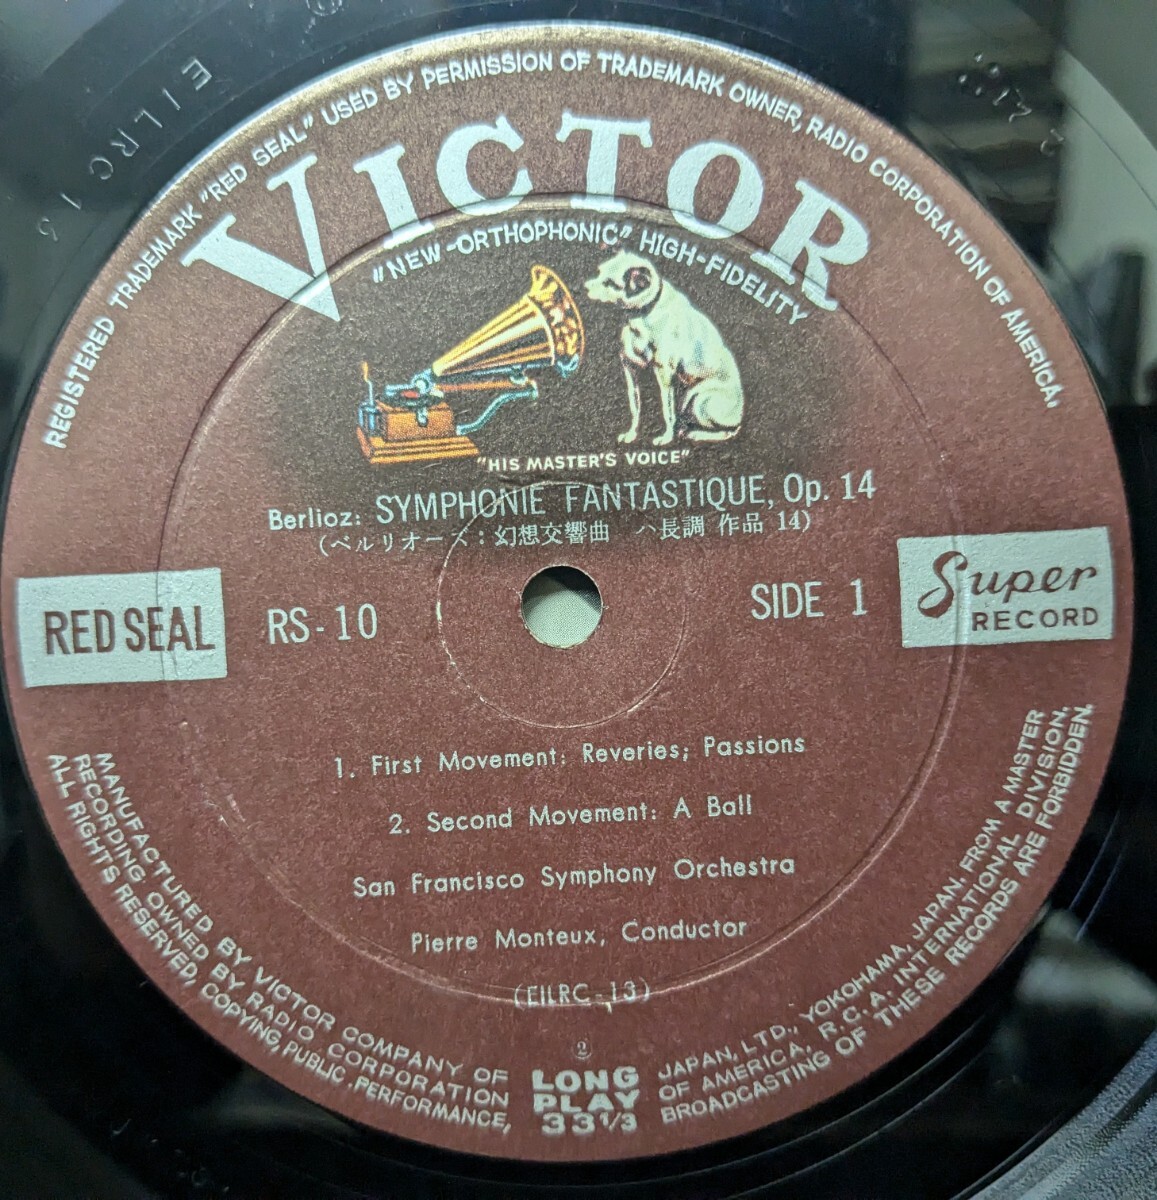 REGISTERED TRADEMARK "RED SEAL" USED BY PERMISSION OF TRADEMARK OWNER, RADIO CORPORATION OF AMERICA.
VICTOR
"NEW-ORTHOPHONIC" HIGH-FIDELITY
"HIS MASTER'S VOICE"
Berlioz: SYMPHONIE FANTASTIQUE, Op. 14
(ベルリオース: 幻想交響曲 ハ長調 作品 14)
RED SEAL
RS-10
SIDE 1
Super
RECORD
1. First Movement: Reveries; Passions
2. Second Movement: A Ball
San Francisco Symphony Orchestra
Pierre Monteux, Conductor
(EILRC-13)
②
LONG
PLAY
33 1/3
MANUFACTURED BY VICTOR COMPANY OF JAPAN, LTD., YOKOHAMA, JAPAN, FROM A MASTER
RECORDING OWNED BY RADIO CORPORATION OF AMERICA, R.C.A. INTERNATIONAL DIVISION.
ALL RIGHTS RESERVED, COPYING, PUBLIC PERFORMANCE, BROADCASTING OF THESE RECORDS ARE FORBIDDEN.
EILRC 13